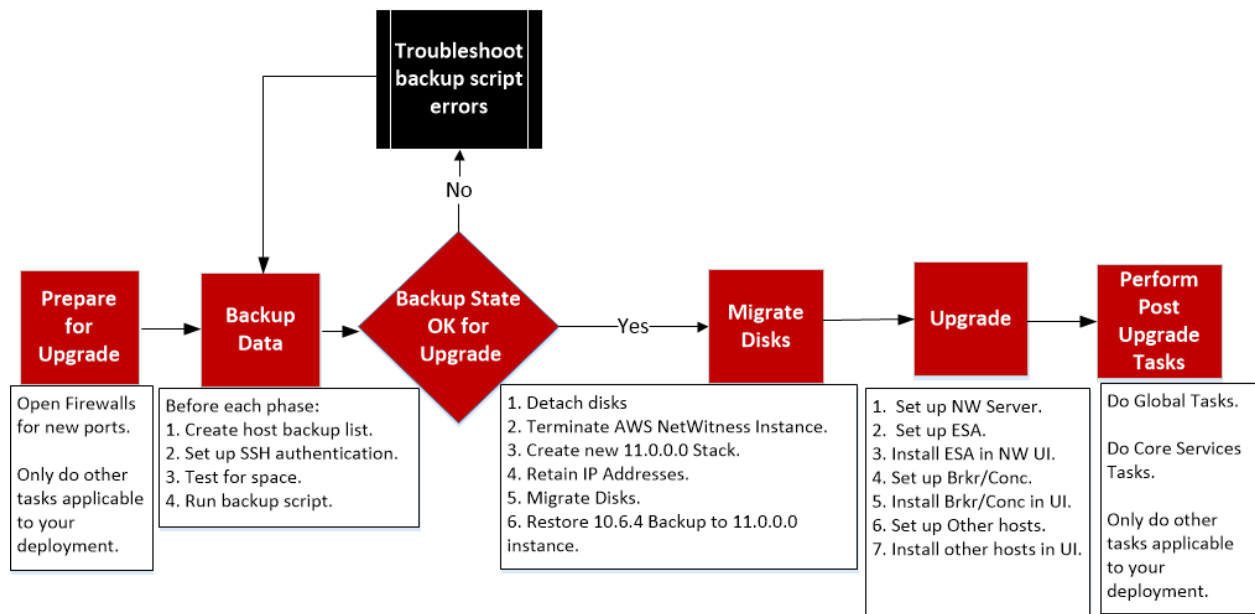 Troubleshoot
backup script
errors
No
Prepare
for
Upgrade
Backup
Data
Backup State
OK for
Upgrade
Yes
Migrate
Disks
Upgrade
Perform
Post
Upgrade
Tasks
Open Firewalls
for new ports.
Only do other
tasks applicable
to your
deployment.
Before each phase:
1. Create host backup list.
2. Set up SSH authentication.
3. Test for space.
4. Run backup script.
1. Detach disks
2. Terminate AWS NetWitness Instance.
3. Create new 11.0.0.0 Stack.
4. Retain IP Addresses.
5. Migrate Disks.
6. Restore 10.6.4 Backup to 11.0.0.0
instance.
1. Set up NW Server.
2. Set up ESA.
3. Install ESA in NW UI.
4. Set up Brkr/Conc.
5. Install Brkr/Conc in UI.
6. Set up Other hosts.
7. Install other hosts in UI.
Do Global Tasks.
Do Core Services
Tasks.
Only do other
tasks applicable
to your
deployment.